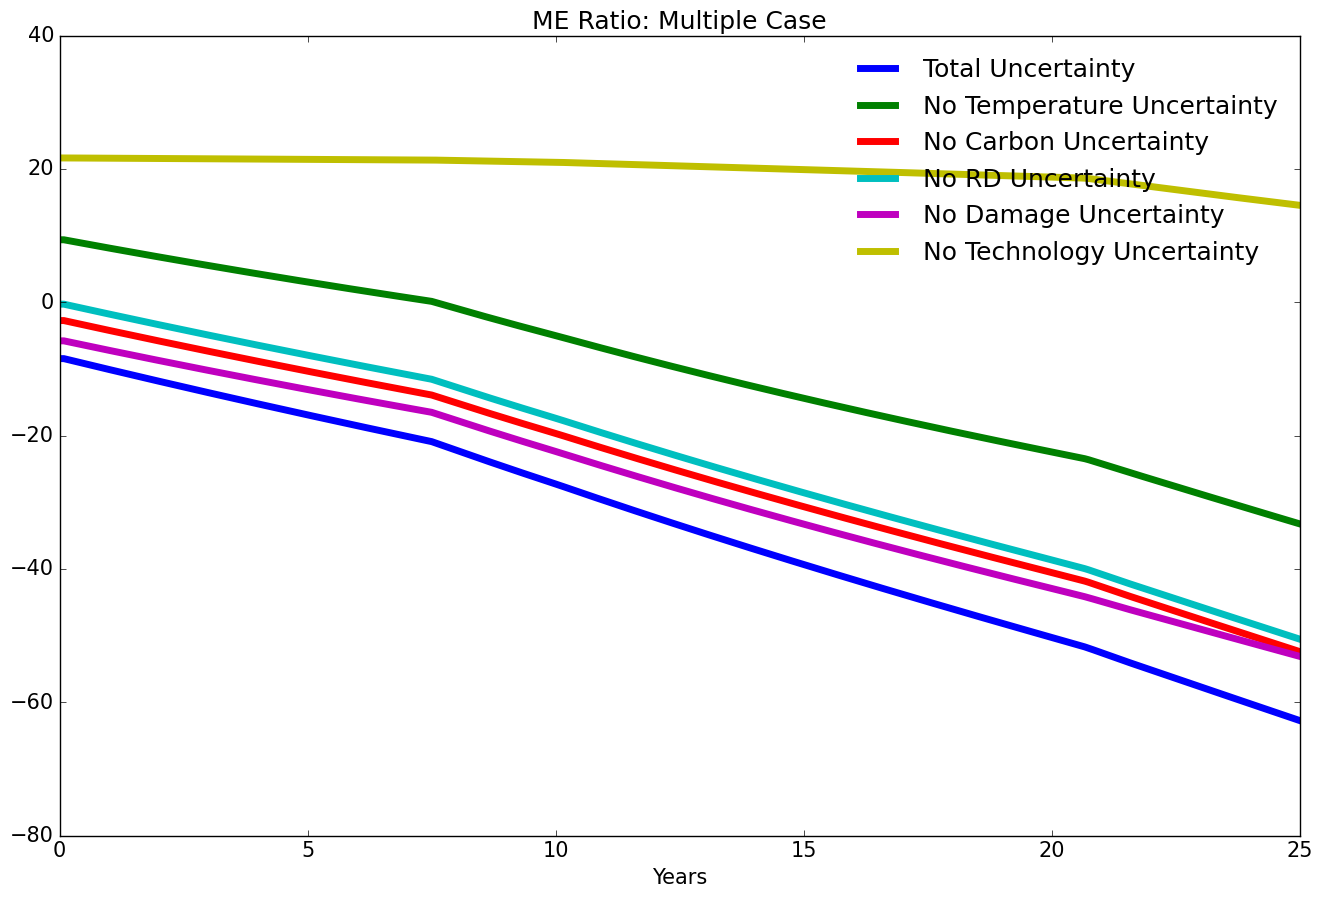 ME Ratio: Multiple Case
40
20
0
−20
−40
−60
−80
Total Uncertainty
No Temperature Uncertainty
No Carbon Uncertainty
No RD Uncertainty
No Damage Uncertainty
No Technology Uncertainty
0 5 10 15 20 25
Years